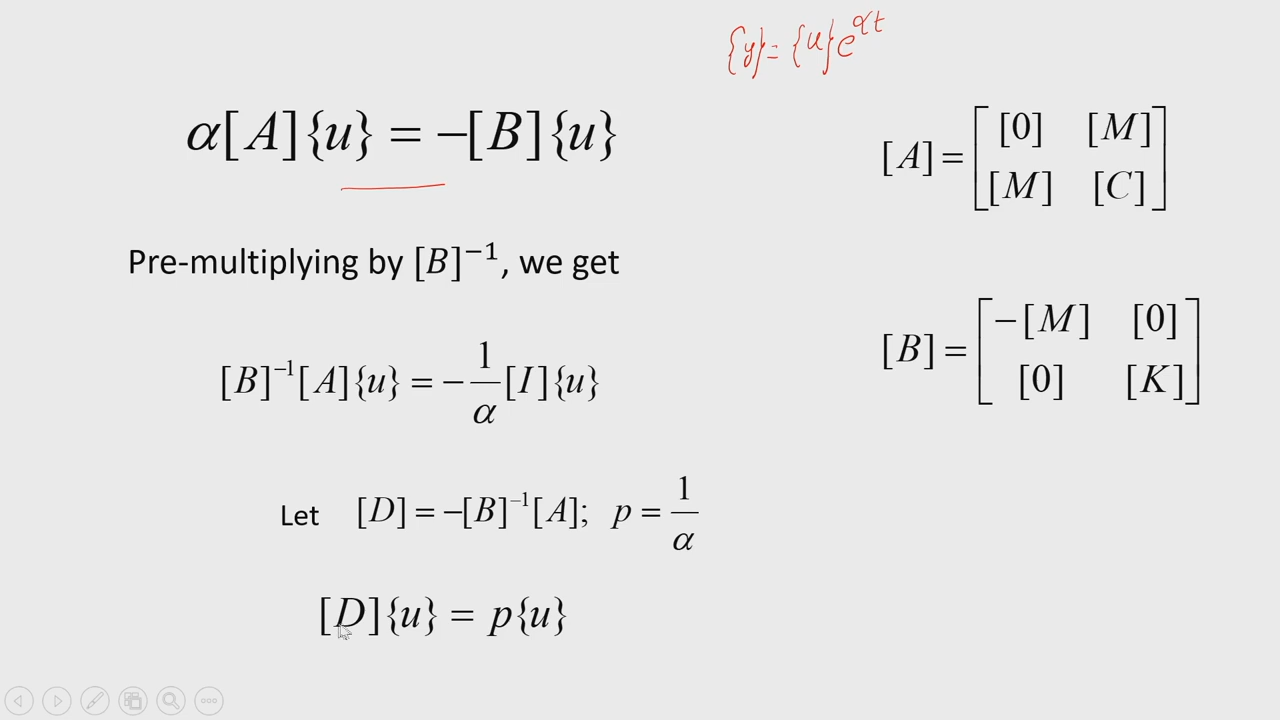 {y}={u}e^{αt}
α[A]{u} = −[B]{u}
[A] = [[0] [M]
[M] [C]]
Pre-multiplying by [B]⁻¹, we get
[B] = [−[M] [0]
[0] [K]]
[B]⁻¹[A]{u} = −1/α [I]{u}
Let [D] = −[B]⁻¹[A]; p = 1/α
[D]{u} = p{u}